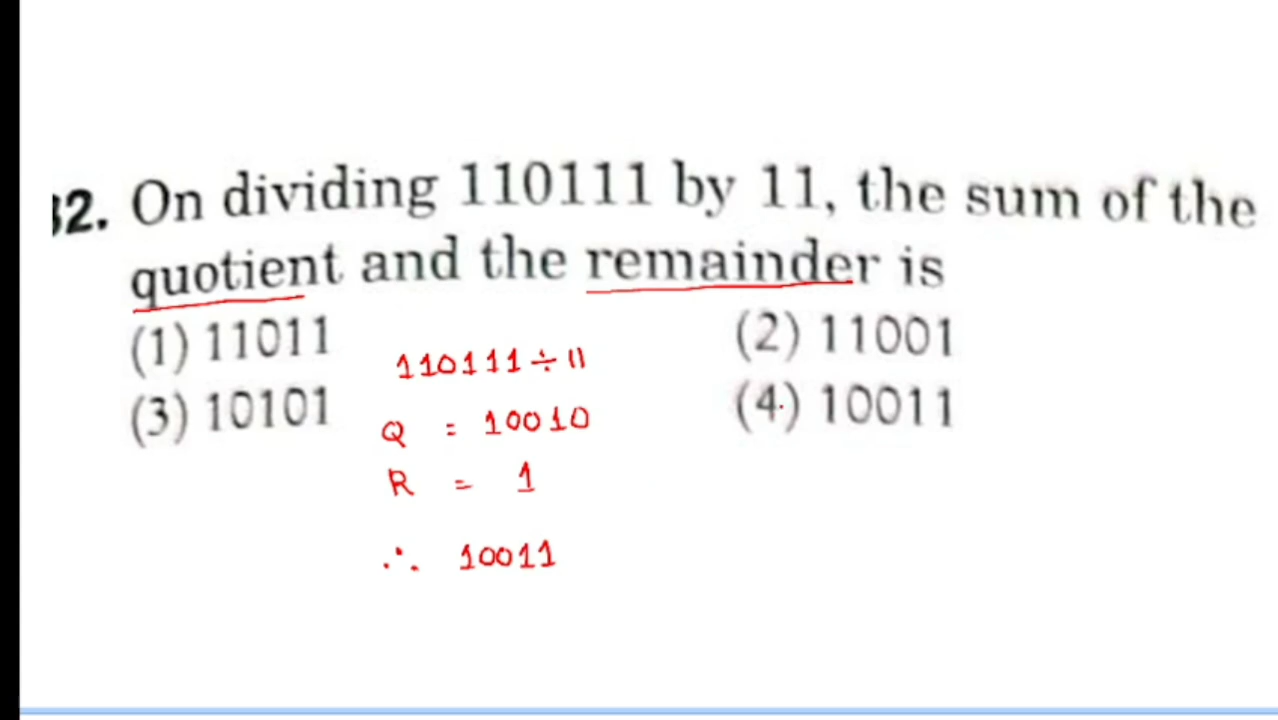 32. On dividing 110111 by 11, the sum of the
quotient and the remainder is
(1) 11011 (2) 11001
(3) 10101 (4) 10011
110111 ÷ 11
Q = 10010
R = 1
∴ 10011